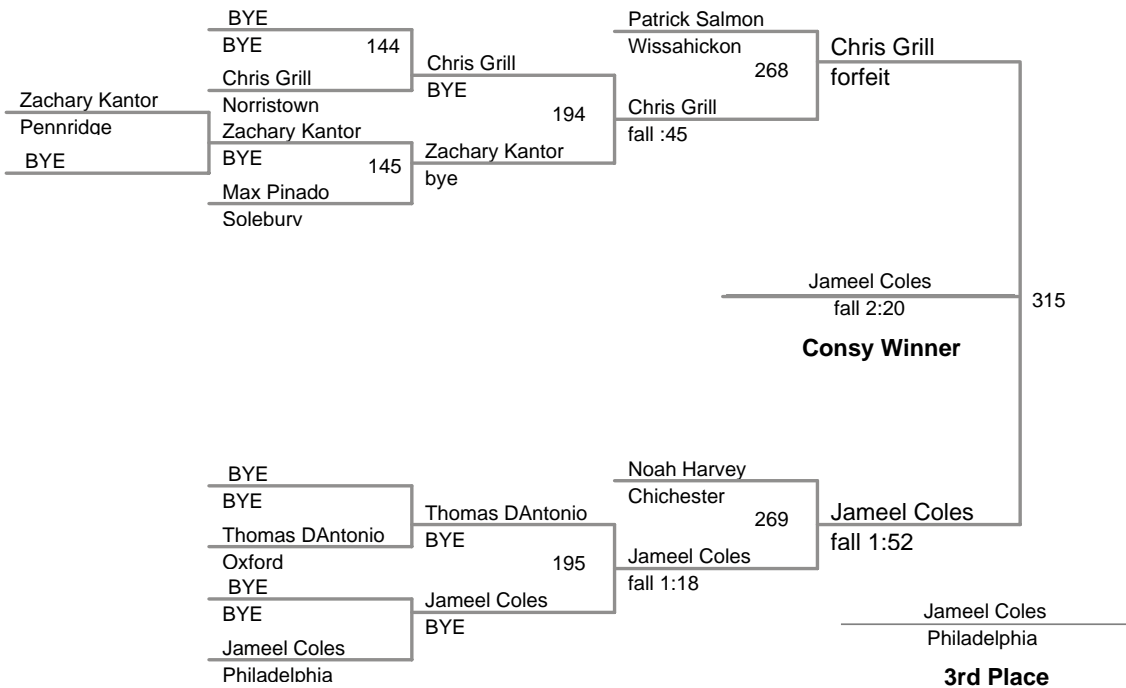 BYE
BYE
144
Chris Grill
Norristown
Zachary Kantor
Pennridge
BYE
Zachary Kantor
BYE
145
Max Pinado
Solebury
Chris Grill
BYE
194
Zachary Kantor
bye
Patrick Salmon
Wissahickon
268
Chris Grill
fall :45
Chris Grill
forfeit
Jameel Coles
fall 2:20
315
Consy Winner
BYE
BYE
Thomas DAntonio
Oxford
BYE
BYE
Jameel Coles
Philadelphia
Thomas DAntonio
BYE
195
Jameel Coles
BYE
Noah Harvey
Chichester
269
Jameel Coles
fall 1:18
Jameel Coles
fall 1:52
Jameel Coles
Philadelphia
3rd Place